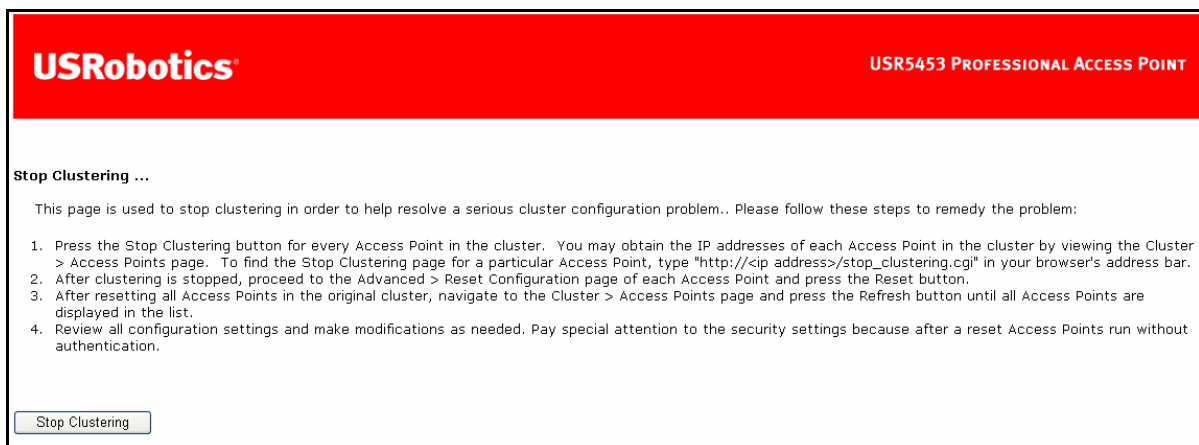 USRobotics®
USR5453 PROFESSIONAL ACCESS POINT
Stop Clustering ...
This page is used to stop clustering in order to help resolve a serious cluster configuration problem.. Please follow these steps to remedy the problem:
1. Press the Stop Clustering button for every Access Point in the cluster. You may obtain the IP addresses of each Access Point in the cluster by viewing the Cluster
> Access Points page. To find the Stop Clustering page for a particular Access Point, type "http://<ip address>/stop_clustering.cgi" in your browser's address bar.
2. After clustering is stopped, proceed to the Advanced > Reset Configuration page of each Access Point and press the Reset button.
3. After resetting all Access Points in the original cluster, navigate to the Cluster > Access Points page and press the Refresh button until all Access Points are
displayed in the list.
4. Review all configuration settings and make modifications as needed. Pay special attention to the security settings because after a reset Access Points run without
authentication.
Stop Clustering